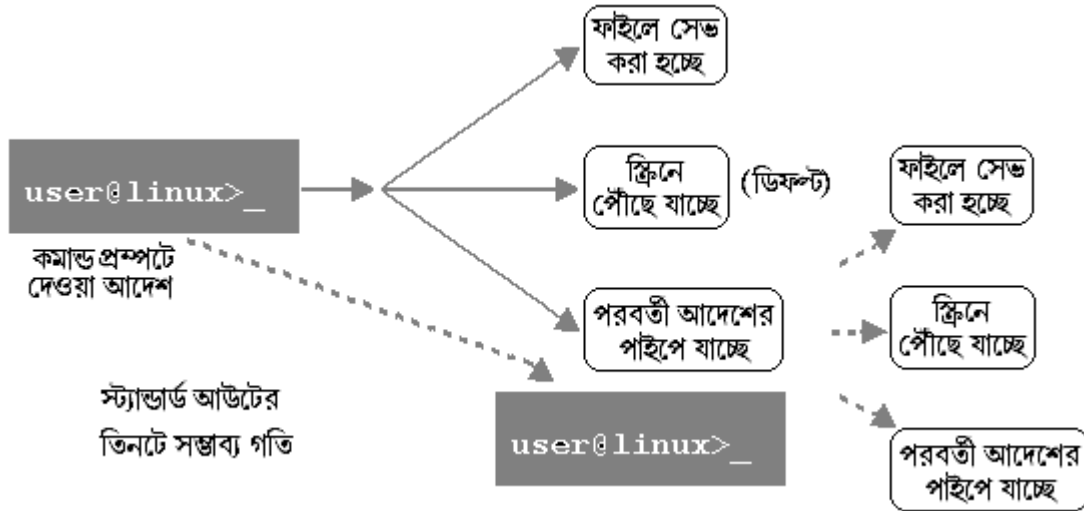 ফাইলে সেভ
করা হচ্ছে
user@linux>_
কমান্ড প্রম্পটে
দেওয়া আদেশ
স্ক্রিনে
পৌঁছে যাচ্ছে
(ডিফল্ট)
পরবর্তী আদেশের
পাইপে যাচ্ছে
স্ট্যান্ডার্ড আউটের
তিনটে সম্ভাব্য গতি
user@linux>_
ফাইলে সেভ
করা হচ্ছে
স্ক্রিনে
পৌঁছে যাচ্ছে
পরবর্তী আদেশের
পাইপে যাচ্ছে